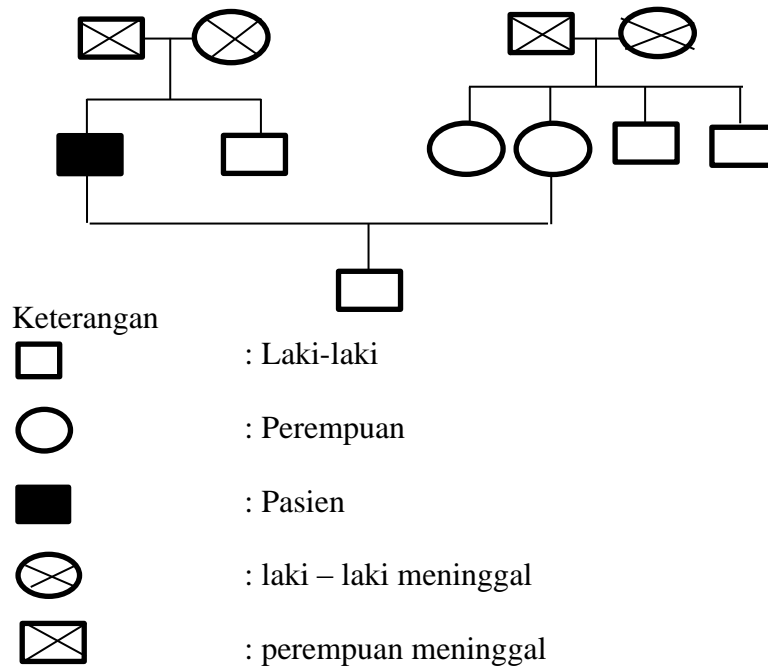 Keterangan
: Laki-laki
: Perempuan
: Pasien
: laki – laki meninggal
: perempuan meninggal